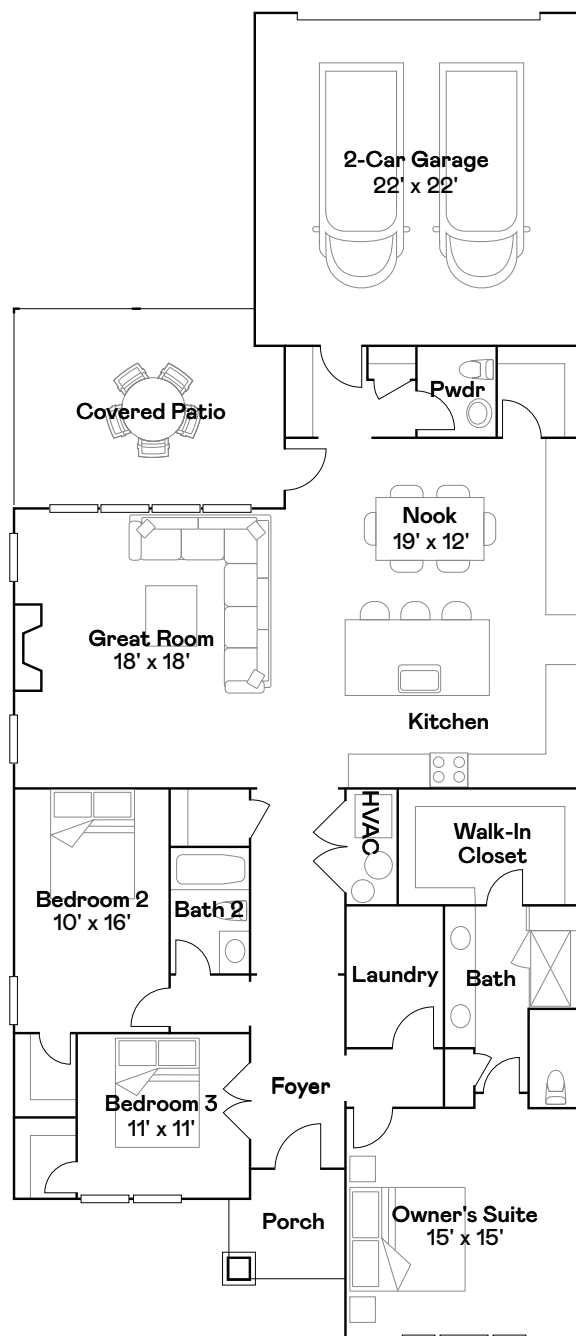 2-Car Garage
22' x 22'
Pwdr
Covered Patio
Nook
19' x 12'
Great Room
18' x 18'
Kitchen
HVAC
Walk-In
Closet
Bedroom 2
10' x 16'
Bath 2
Laundry
Bath
Foyer
Bedroom 3
11' x 11'
Porch
Owner's Suite
15' x 15'